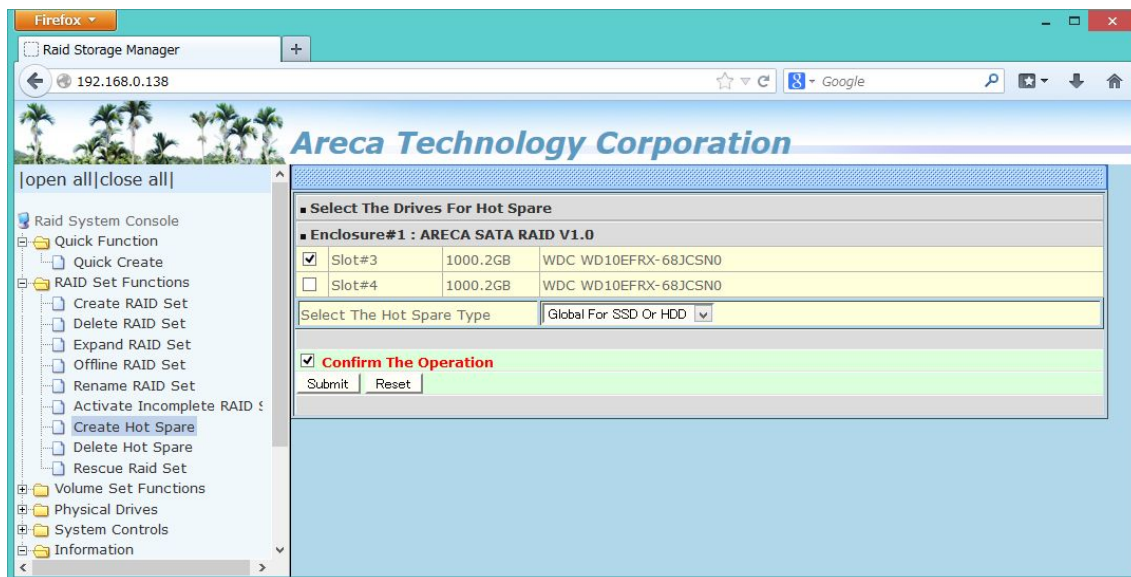 Firefox
Raid Storage Manager
192.168.0.138
Google
Areca Technology Corporation
|open all|close all|
Raid System Console
Quick Function
Quick Create
RAID Set Functions
Create RAID Set
Delete RAID Set
Expand RAID Set
Offline RAID Set
Rename RAID Set
Activate Incomplete RAID S
Create Hot Spare
Delete Hot Spare
Rescue Raid Set
Volume Set Functions
Physical Drives
System Controls
Information
Select The Drives For Hot Spare
Enclosure#1 : ARECA SATA RAID V1.0
Slot#3 1000.2GB WDC WD10EFRX-68JCSN0
Slot#4 1000.2GB WDC WD10EFRX-68JCSN0
Select The Hot Spare Type Global For SSD Or HDD
Confirm The Operation
Submit Reset